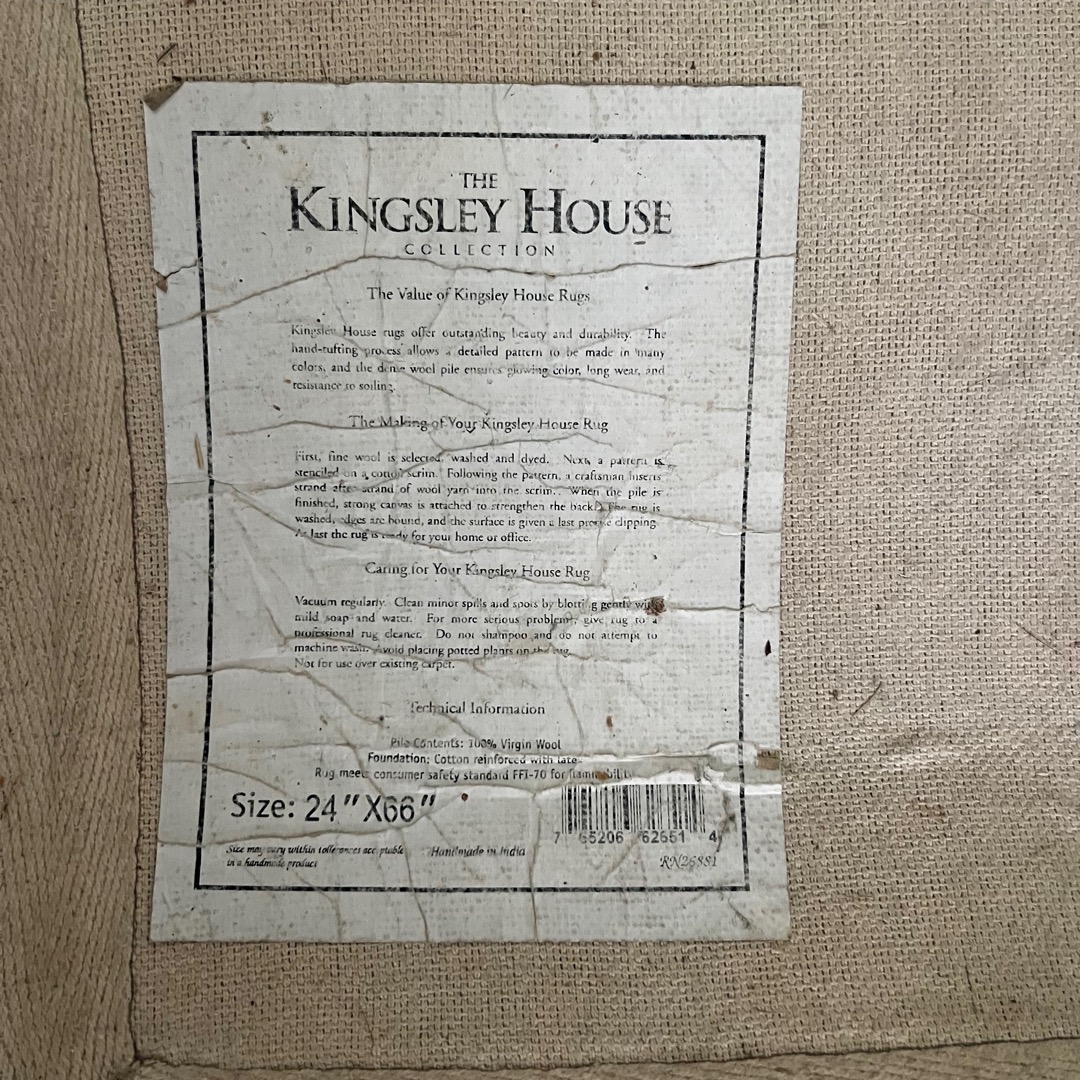 THE
KINGSLEY HOUSE
COLLECTION
The Value of Kingsley House Rugs
Kingsley House rugs offer outstanding beauty and durability. The
hand-tufting process allows a detailed pattern to be made in many
colors, and the dense wool pile ensures glowing color, long wear, and
resistance to soiling.
The Making of Your Kingsley House Rug
First, fine wool is selected, washed and dyed. Next, a pattern is
stenciled on a cotton scrim. Following the pattern, a craftsman inserts
strand after strand of wool yarn into the scrim. When the pile is
finished, strong canvas is attached to strengthen the back. The rug is
washed, edges are bound, and the surface is given a last precise clipping.
At last the rug is ready for your home or office.
Caring for Your Kingsley House Rug
Vacuum regularly. Clean minor spills and spots by blotting gently with
mild soap and water. For more serious problems, give rug to a
professional rug cleaner. Do not shampoo and do not attempt to
machine wash. Avoid placing potted plants on the rug.
Not for use over existing carpet.
Technical Information
Pile Contents: 100% Virgin Wool
Foundation: Cotton reinforced with latex
Rug meets consumer safety standard FFI-70 for flammability
Size: 24"X66"
7 65206 62651 4
Size may vary within tollerances acceptable
in a handmade product
Handmade in India
RN26881